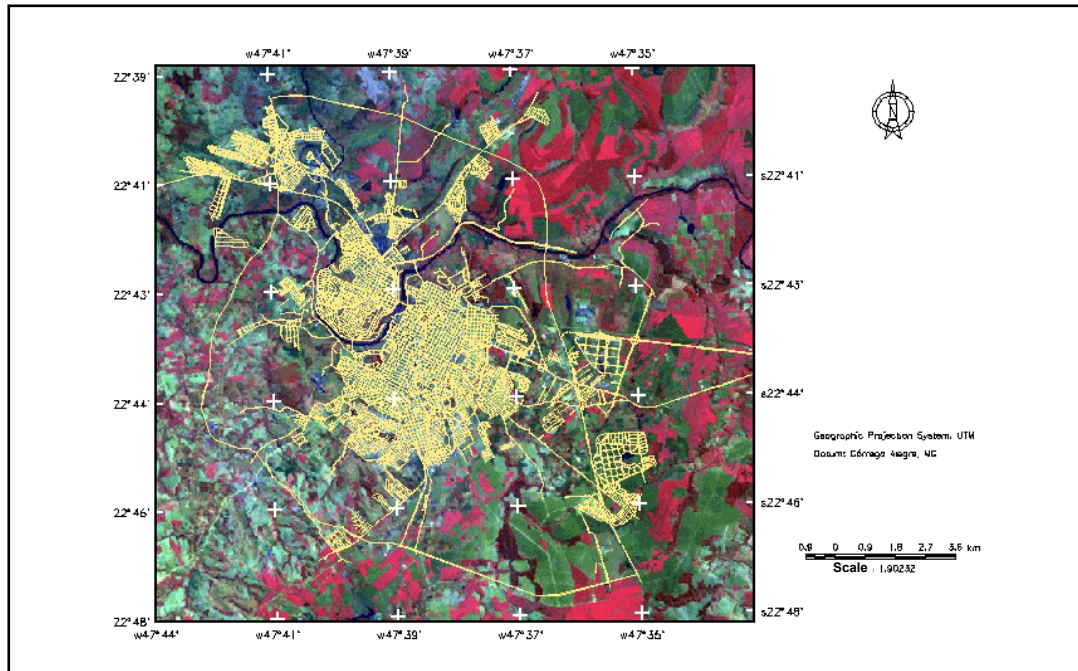 w47°41' w47°39' w47°37' w47°35'
22°39'
22°41' s22°41'
22°43' s22°43'
22°44' s22°44'
Geographic Projection System, UTM
Datum: Córrego Alegre, MG
22°46' s22°46'
0.9 0 0.9 1.8 2.7 3.6 km
Scale : 1.90232
22°48' s22°48'
w47°44' w47°41' w47°39' w47°37' w47°35'